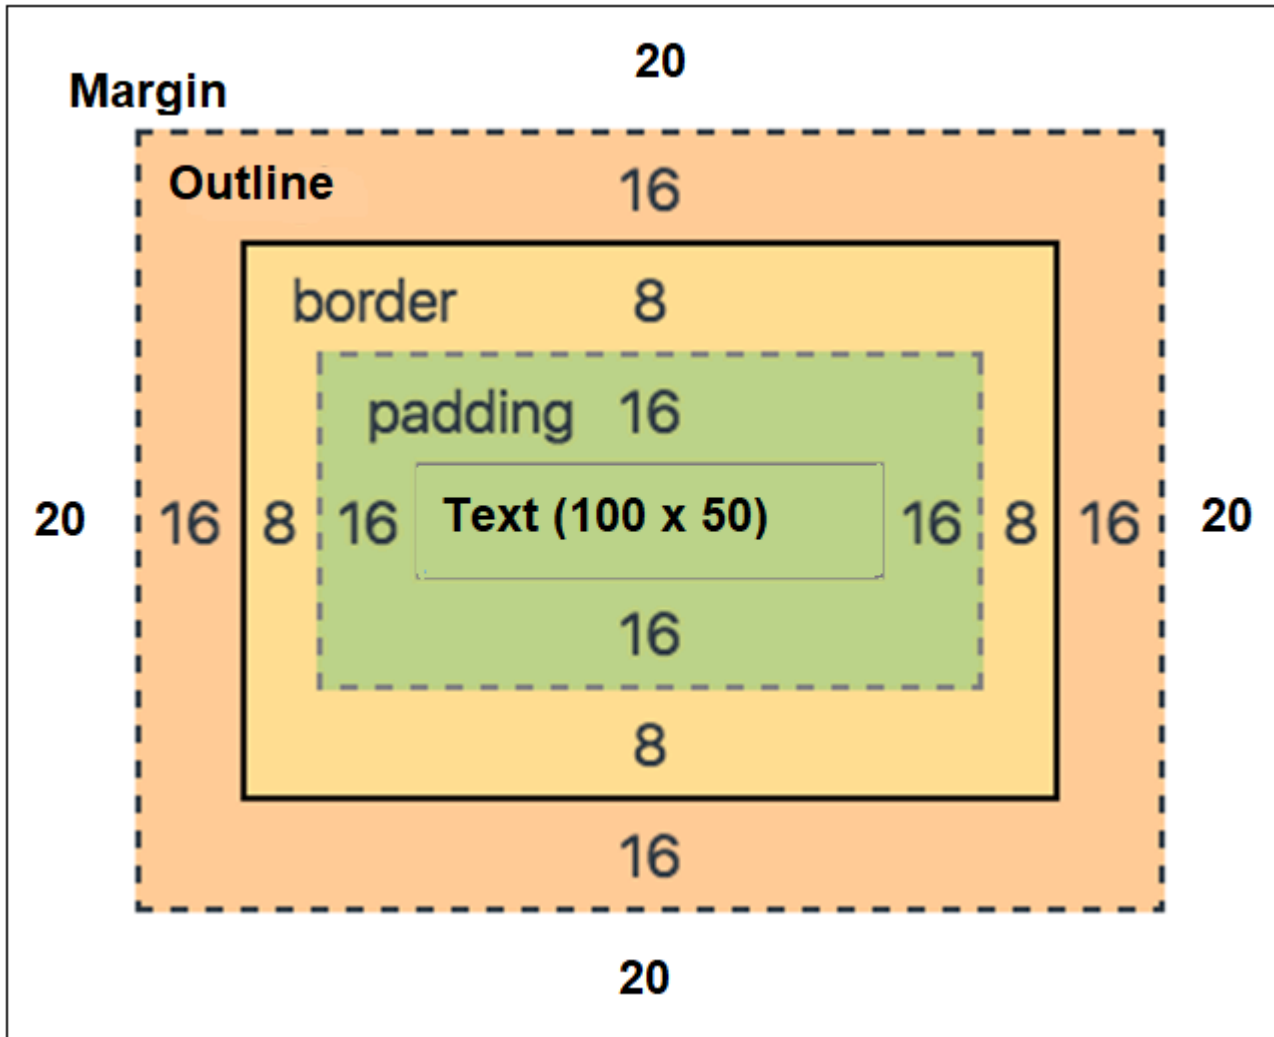 20
Margin
Outline 16
border 8
padding 16
20 16 8 16 Text (100 x 50) 16 8 16 20
16
8
16
20